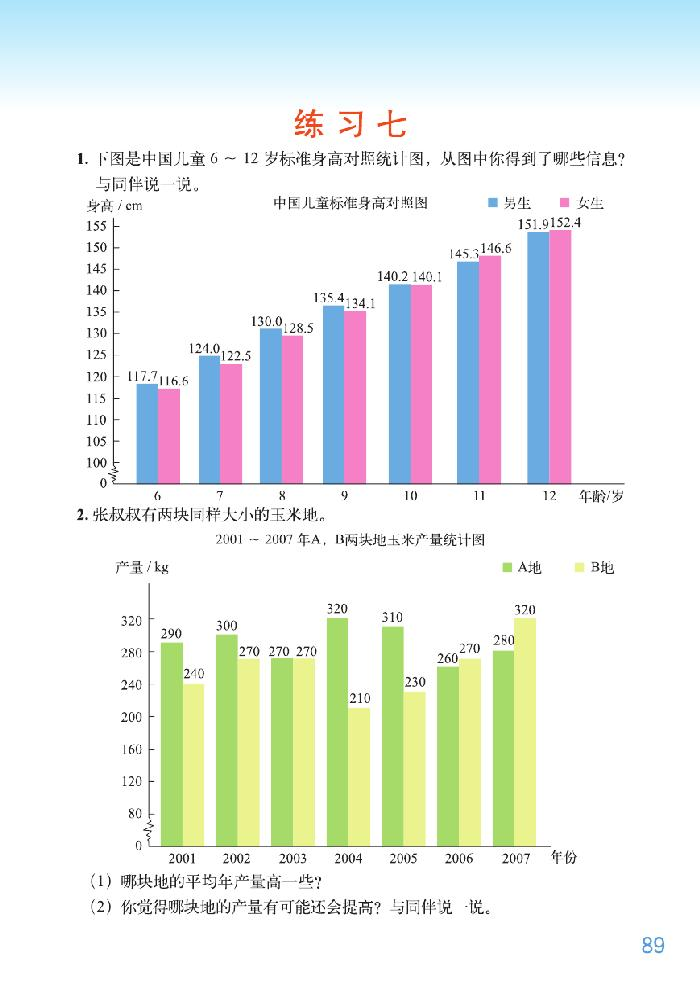 练习七
1. 下图是中国儿童 6 ~ 12 岁标准身高对照统计图，从图中你得到了哪些信息？
与同伴说一说。
身高 / cm
中国儿童标准身高对照图
男生 女生
155
150
145
140
135
130
125
120
115
110
105
100
0
117.7 116.6
124.0 122.5
130.0 128.5
135.4 134.1
140.2 140.1
145.3 146.6
151.9 152.4
6 7 8 9 10 11 12 年龄/岁
2. 张叔叔有两块同样大小的玉米地。
2001 ~ 2007 年A，B两块地玉米产量统计图
产量 / kg
A地 B地
320
280
240
200
160
120
80
0
290 240
300 270
270 270
320 210
310 230
260 270
280 320
2001 2002 2003 2004 2005 2006 2007 年份
（1）哪块地的平均年产量高一些？
（2）你觉得哪块地的产量有可能还会提高？与同伴说一说。
89